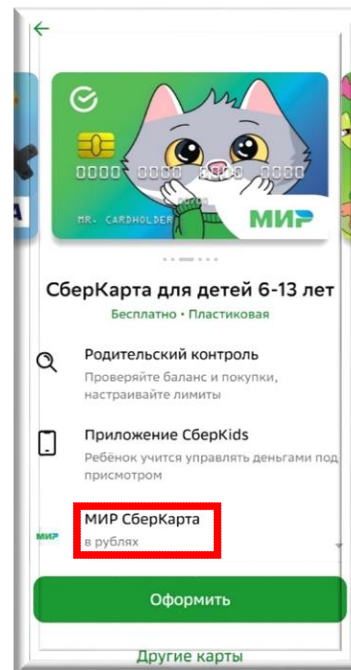 0000 0000 0000 0000
MR. CARDHOLDER
МИР
СберКарта для детей 6-13 лет
Бесплатно • Пластиковая
Родительский контроль
Проверяйте баланс и покупки,
настраивайте лимиты
Приложение СберKids
Ребёнок учится управлять деньгами под
присмотром
МИР СберКарта
МИР
в рублях
Оформить
Другие карты